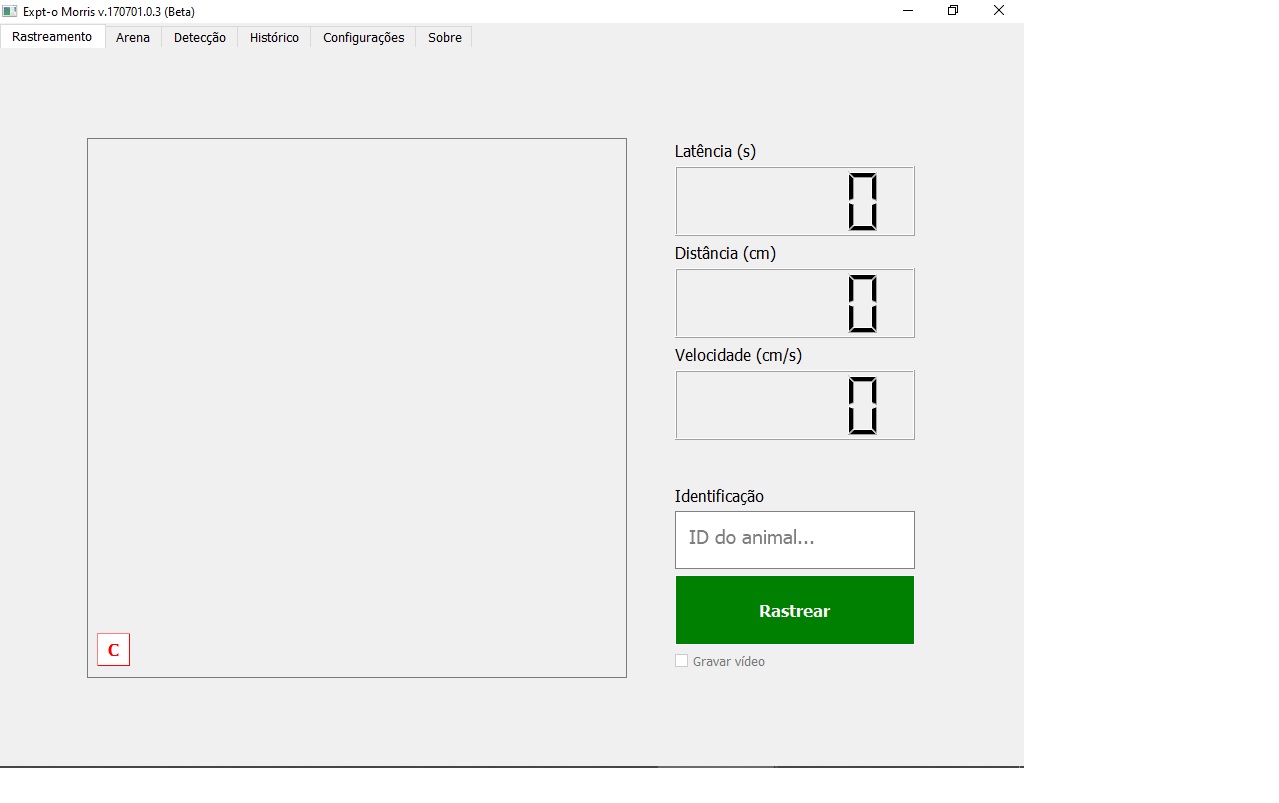 Expt-o Morris v.170701.0.3 (Beta)
Rastreamento Arena Detecção Histórico Configurações Sobre
Latência (s)
0
Distância (cm)
0
Velocidade (cm/s)
0
Identificação
ID do animal...
Rastrear
Gravar vídeo
C